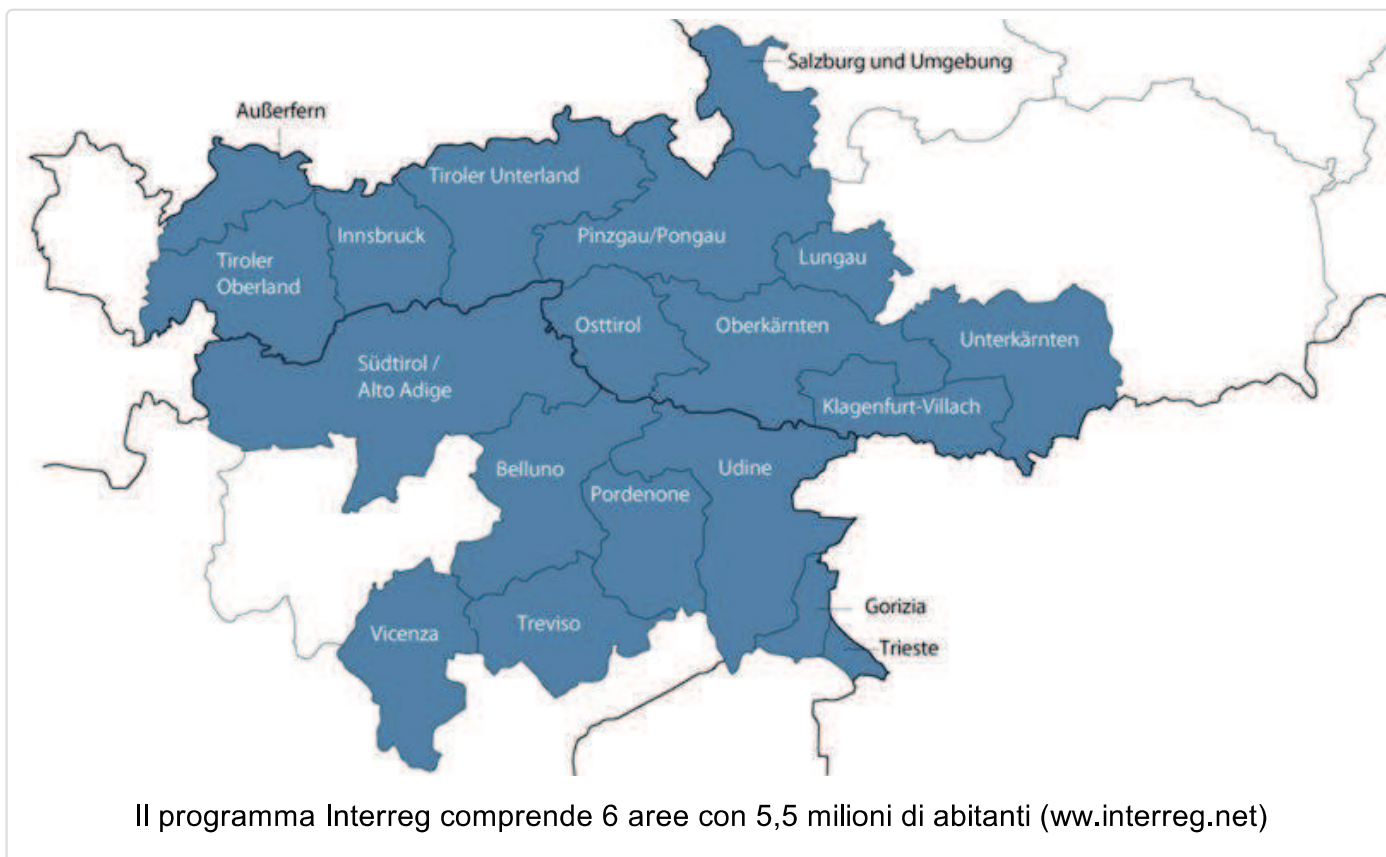 Salzburg und Umgebung
Außerfern
Tiroler Unterland
Innsbruck
Pinzgau/Pongau
Lungau
Tiroler
Oberland
Osttirol
Oberkärnten
Unterkärnten
Südtirol /
Alto Adige
Klagenfurt-Villach
Belluno
Udine
Pordenone
Gorizia
Treviso
Vicenza
Trieste
Il programma Interreg comprende 6 aree con 5,5 milioni di abitanti (ww.interreg.net)